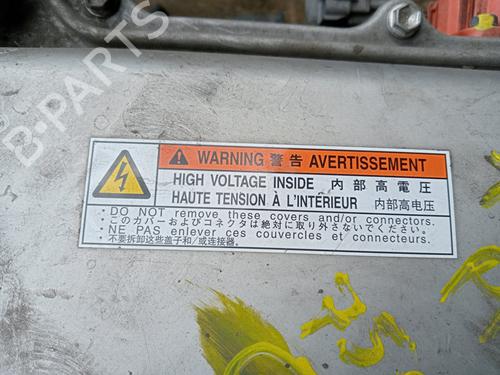 B-PARTS
WARNING 警告 AVERTISSEMENT
HIGH VOLTAGE INSIDE 内部高電圧
HAUTE TENSION À L'INTÉRIEUR 内部高电压
・DO NOT remove these covers and/or connectors.
・このカバーおよびコネクタは絶対に取り外さないでください。
・NE PAS enlever ces couvercles et connecteurs.
・不要拆卸这些盖子和/或连接器。